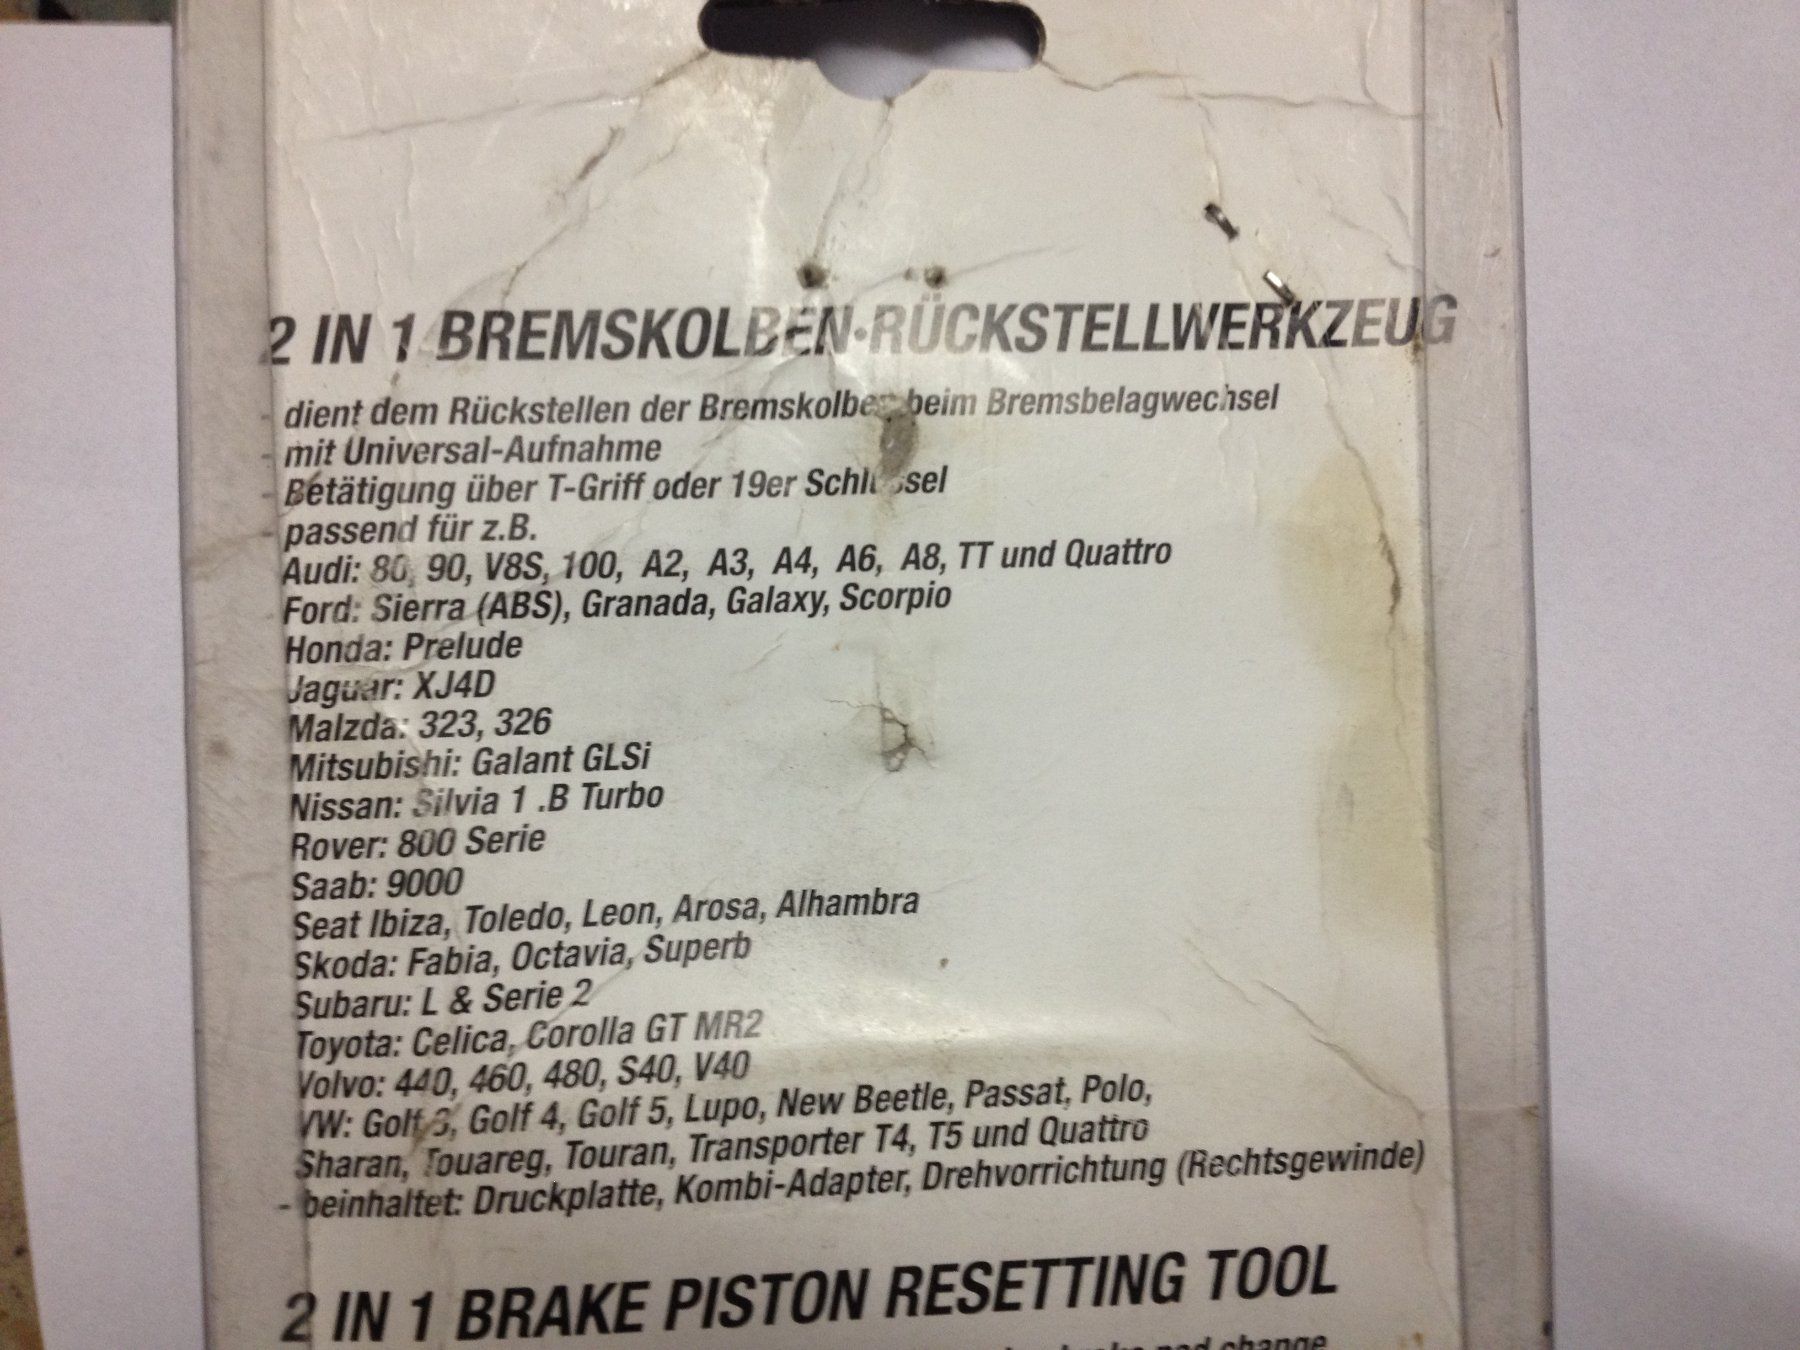 2 IN 1 BREMSKOLBEN·RÜCKSTELLWERKZEUG
- dient dem Rückstellen der Bremskolben beim Bremsbelagwechsel
- mit Universal-Aufnahme
- Betätigung über T-Griff oder 19er Schlüssel
- passend für z.B.
Audi: 80, 90, V8S, 100, A2, A3, A4, A6, A8, TT und Quattro
Ford: Sierra (ABS), Granada, Galaxy, Scorpio
Honda: Prelude
Jaguar: XJ4D
Malzda: 323, 326
Mitsubishi: Galant GLSi
Nissan: Silvia 1 .B Turbo
Rover: 800 Serie
Saab: 9000
Seat Ibiza, Toledo, Leon, Arosa, Alhambra
Skoda: Fabia, Octavia, Superb
Subaru: L & Serie 2
Toyota: Celica, Corolla GT MR2
Volvo: 440, 460, 480, S40, V40
VW: Golf 3, Golf 4, Golf 5, Lupo, New Beetle, Passat, Polo,
Sharan, Touareg, Touran, Transporter T4, T5 und Quattro
- beinhaltet: Druckplatte, Kombi-Adapter, Drehvorrichtung (Rechtsgewinde)
2 IN 1 BRAKE PISTON RESETTING TOOL
brake pad change